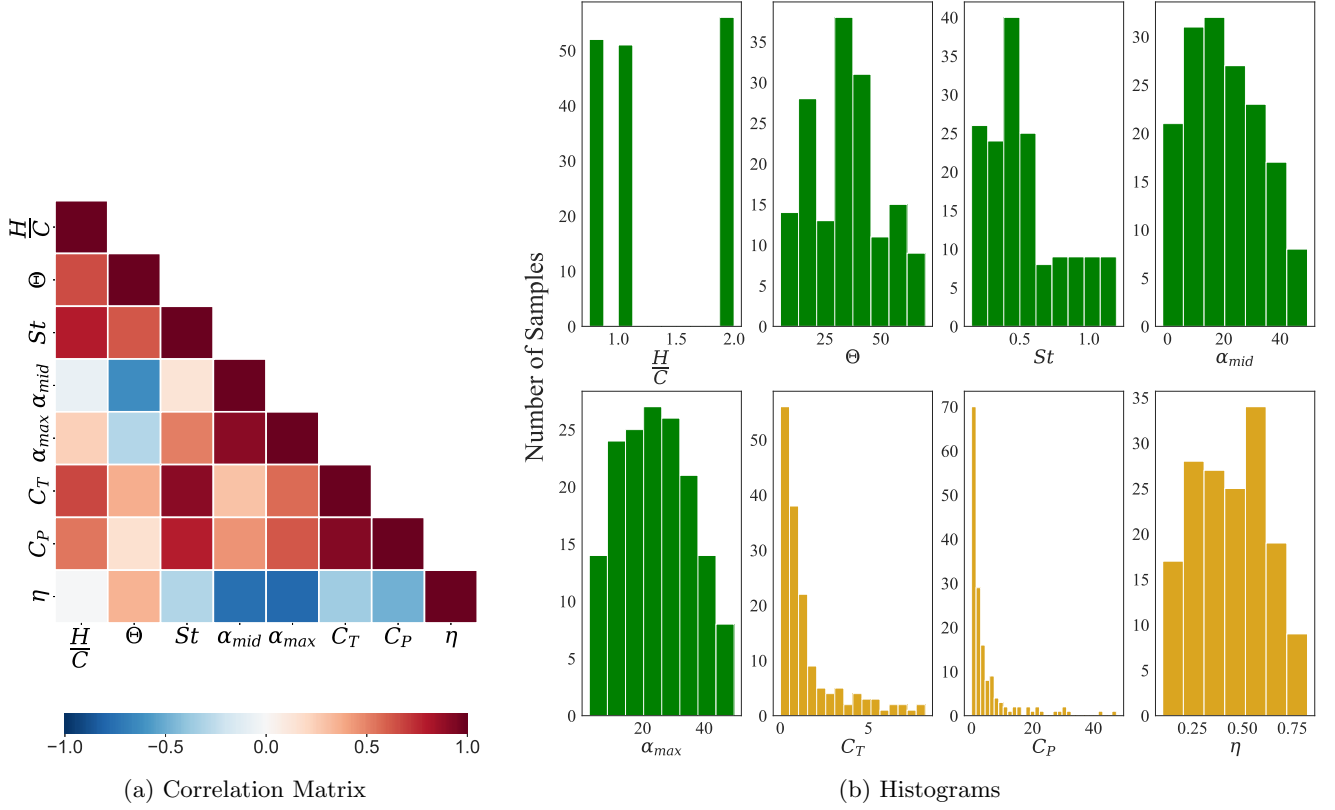 H
C
Θ
St
α_mid
α_max
C_T
C_P
η
H
C
Θ St α_mid α_max C_T C_P η
−1.0 −0.5 0.0 0.5 1.0
(a) Correlation Matrix
Number of Samples
50
40
30
20
10
0
1.0 1.5 2.0
H
C
35
30
25
20
15
10
5
0
25 50
Θ
40
35
30
25
20
15
10
5
0
0.5 1.0
St
30
25
20
15
10
5
0
0 20 40
α_mid
25
20
15
10
5
0
20 40
α_max
50
40
30
20
10
0
0 5
C_T
70
60
50
40
30
20
10
0
0 20 40
C_P
35
30
25
20
15
10
5
0
0.25 0.50 0.75
η
(b) Histograms